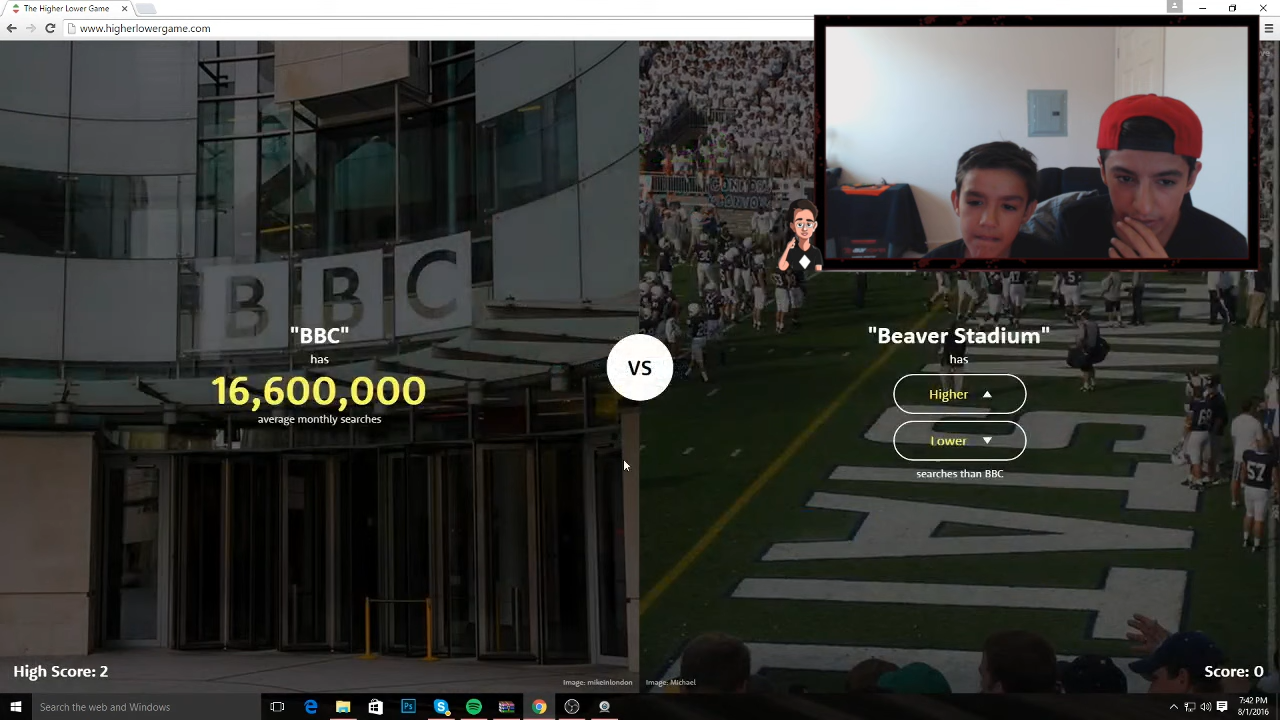 The Higher Lower Game
www.higherlowergame.com
BBC
"BBC"
has
16,600,000
average monthly searches
VS
"Beaver Stadium"
has
Higher
Lower
searches than BBC
57
High Score: 2
Image: mikeinlondon
Image: Michael
Score: 0
Search the web and Windows
7:42 PM
8/1/2016